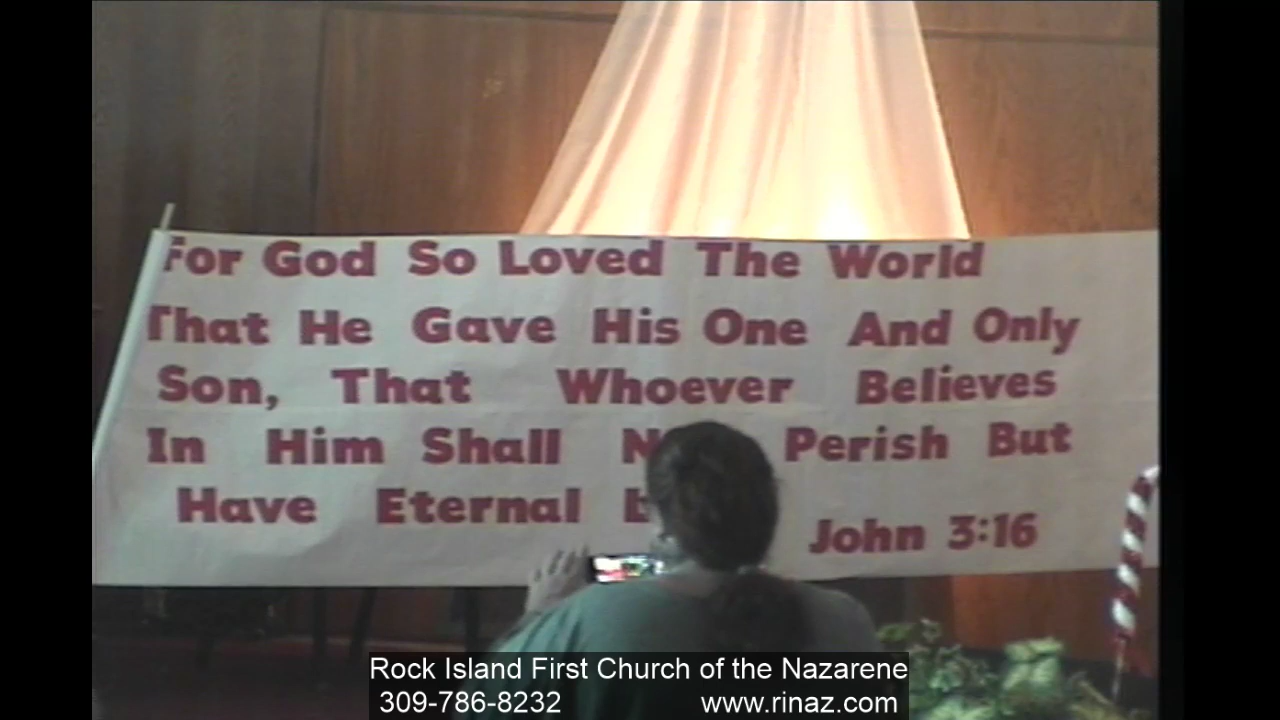 For God So Loved The World
That He Gave His One And Only
Son, That Whoever Believes
In Him Shall Perish But
Have Eternal
John 3:16
Rock Island First Church of the Nazarene
309-786-8232 www.rinaz.com